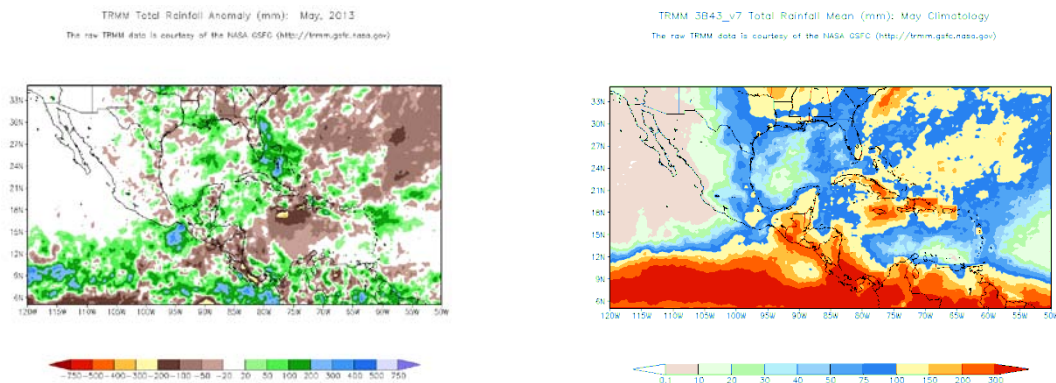 TRMM Total Rainfall Anomaly (mm): May, 2013
The raw TRMM data is courtesy of the NASA GSFC (http://trmm.gsfc.nasa.gov)
33N
30N
27N
24N
21N
18N
15N
12N
9N
6N
120W 115W 110W 105W 100W 95W 90W 85W 80W 75W 70W 65W 60W 55W 50W
-750 -500 -400 -300 -200 -100 -50 -20 20 50 100 200 300 400 500 750
TRMM 3B43_v7 Total Rainfall Mean (mm): May Climatology
The raw TRMM data is courtesy of the NASA GSFC (http://trmm.gsfc.nasa.gov)
33N
30N
27N
24N
21N
18N
15N
12N
9N
6N
120W 115W 110W 105W 100W 95W 90W 85W 80W 75W 70W 65W 60W 55W 50W
0.1 10 20 30 40 50 75 100 150 200 300